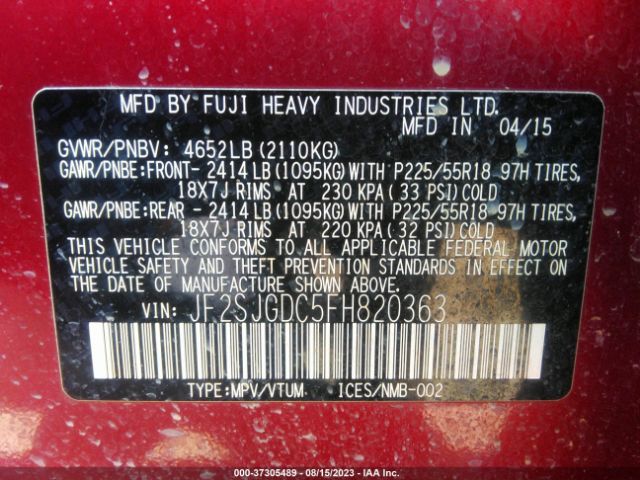 MFD BY FUJI HEAVY INDUSTRIES LTD.
MFD IN 04/15
GVWR/PNBV: 4652LB (2110KG)
GAWR/PNBE:FRONT- 2414 LB (1095KG) WITH P225/55R18 97H TIRES,
18X7J RIMS AT 230 KPA (33 PSI) COLD
GAWR/PNBE:REAR - 2414 LB (1095KG) WITH P225/55R18 97H TIRES,
18X7J RIMS AT 220 KPA (32 PSI) COLD
THIS VEHICLE CONFORMS TO ALL APPLICABLE FEDERAL MOTOR
VEHICLE SAFETY AND THEFT PREVENTION STANDARDS IN EFFECT ON
THE DATE OF MANUFACTURE SHOWN ABOVE.
VIN: JF2SJGDC5FH820363
TYPE:MPV/VTUM ICES/NMB-002
000-37305489 - 08/15/2023 - IAA Inc.